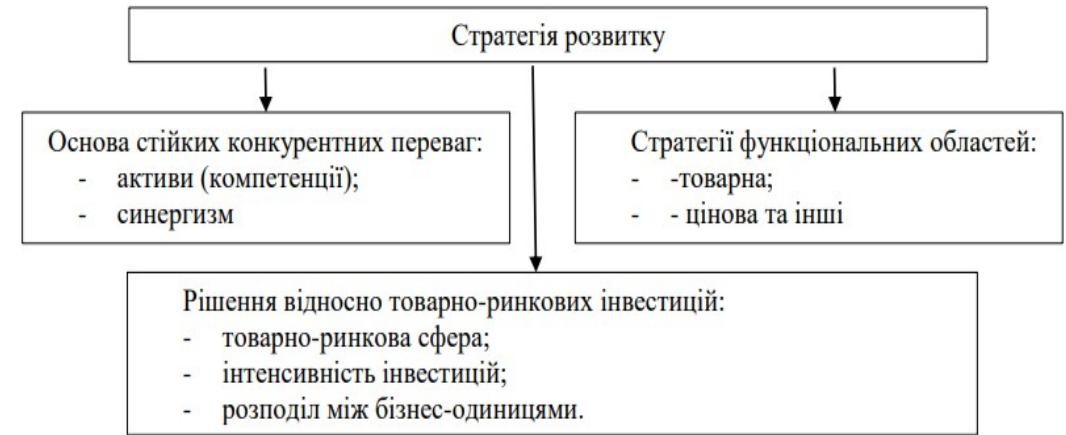 Стратегія розвитку
Основа стійких конкурентних переваг:
- активи (компетенції);
- синергизм
Стратегії функціональних областей:
- -товарна;
- - цінова та інші
Рішення відносно товарно-ринкових інвестицій:
- товарно-ринкова сфера;
- інтенсивність інвестицій;
- розподіл між бізнес-одиницями.